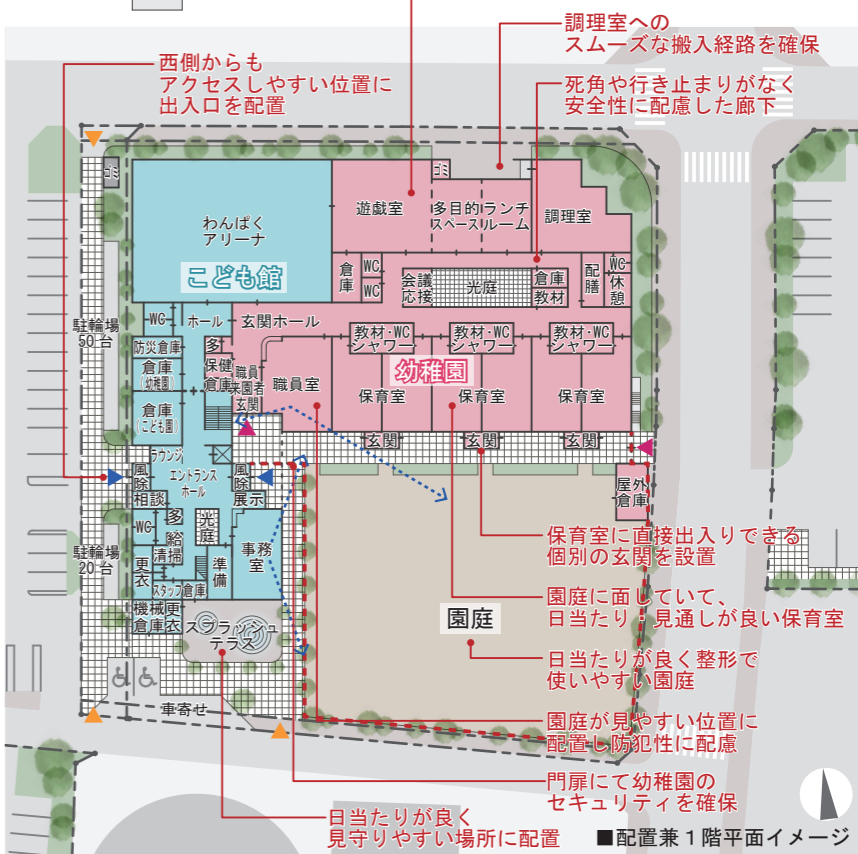 調理室への
スムーズな搬入経路を確保
西側からも
アクセスしやすい位置に
出入口を配置
死角や行き止まりがなく
安全性に配慮した廊下
ゴミ
ゴミ
わんぱく
アリーナ
こども館
遊戯室
多目的
スペース
ランチ
ルーム
調理室
倉庫
WC
WC
会議
応接
光庭
倉庫
教材
配膳
WC
休憩
駐輪場
50台
WC
ホール
玄関ホール
教材・WC
シャワー
教材・WC
シャワー
教材・WC
シャワー
防災倉庫
多
倉庫
(幼稚園)
保健
倉庫
職員
来園者
玄関
職員室
幼稚園
保育室
保育室
保育室
倉庫
(こども園)
玄関
玄関
玄関
ラウンジ
風除
エントランス
ホール
風除
相談
展示
屋外
倉庫
WC
多
光庭
給
事務室
駐輪場
20台
清掃
準備
更衣
スタッフ
倉庫
機械
倉庫
更衣
スプラッシュ
テラス
園庭
車寄せ
保育室に直接出入りできる
個別の玄関を設置
園庭に面していて、
日当たり・見通しが良い保育室
日当たりが良く整形で
使いやすい園庭
園庭が見やすい位置に
配置し防犯性に配慮
門扉にて幼稚園の
セキュリティを確保
日当たりが良く
見守りやすい場所に配置
■配置兼1階平面イメージ